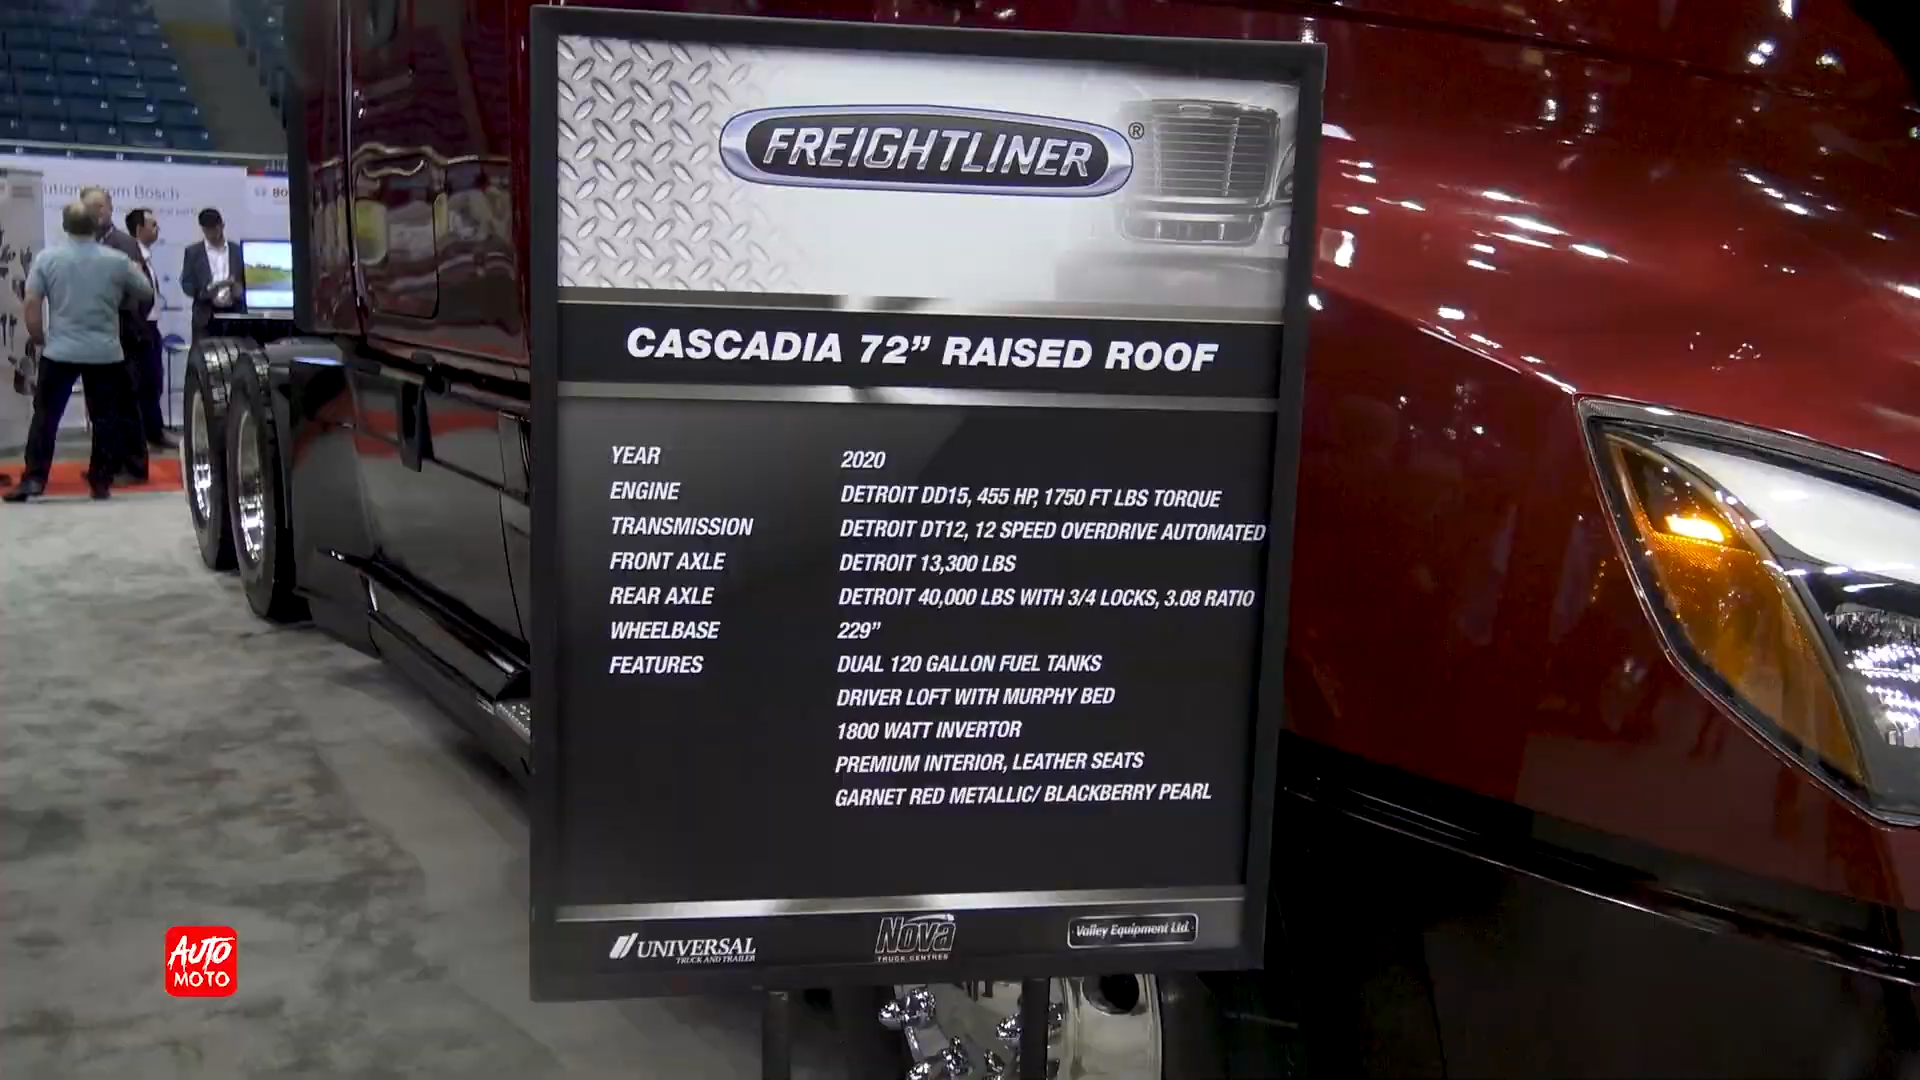 utions from Bosch
BO
FREIGHTLINER®
CASCADIA 72” RAISED ROOF
YEAR 2020
ENGINE DETROIT DD15, 455 HP, 1750 FT LBS TORQUE
TRANSMISSION DETROIT DT12, 12 SPEED OVERDRIVE AUTOMATED
FRONT AXLE DETROIT 13,300 LBS
REAR AXLE DETROIT 40,000 LBS WITH 3/4 LOCKS, 3.08 RATIO
WHEELBASE 229”
FEATURES DUAL 120 GALLON FUEL TANKS
DRIVER LOFT WITH MURPHY BED
1800 WATT INVERTOR
PREMIUM INTERIOR, LEATHER SEATS
GARNET RED METALLIC/ BLACKBERRY PEARL
UNIVERSAL
TRUCK AND TRAILER
Nova
TRUCK CENTRES
Valley Equipment Ltd.
AUTO
MOTO